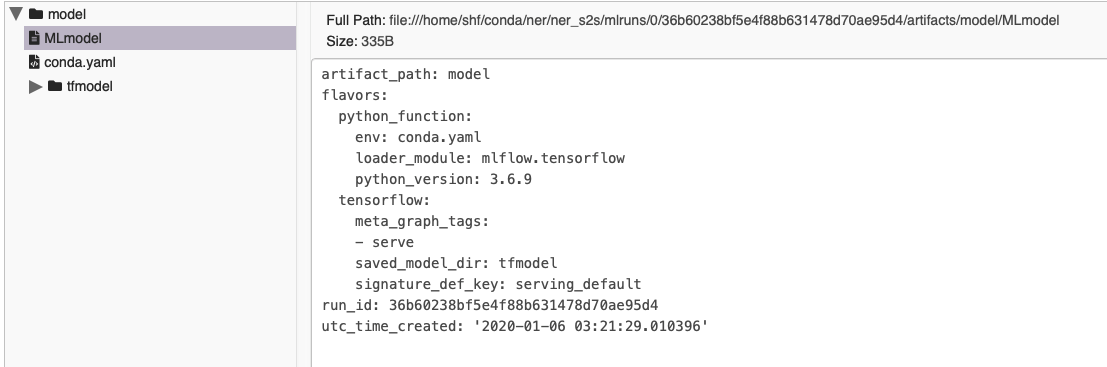 model
MLmodel
conda.yaml
tfmodel
Full Path: file:///home/shf/conda/ner/ner_s2s/mlruns/0/36b60238bf5e4f88b631478d70ae95d4/artifacts/model/MLmodel
Size: 335B
artifact_path: model
flavors:
  python_function:
    env: conda.yaml
    loader_module: mlflow.tensorflow
    python_version: 3.6.9
  tensorflow:
    meta_graph_tags:
    - serve
    saved_model_dir: tfmodel
    signature_def_key: serving_default
run_id: 36b60238bf5e4f88b631478d70ae95d4
utc_time_created: '2020-01-06 03:21:29.010396'